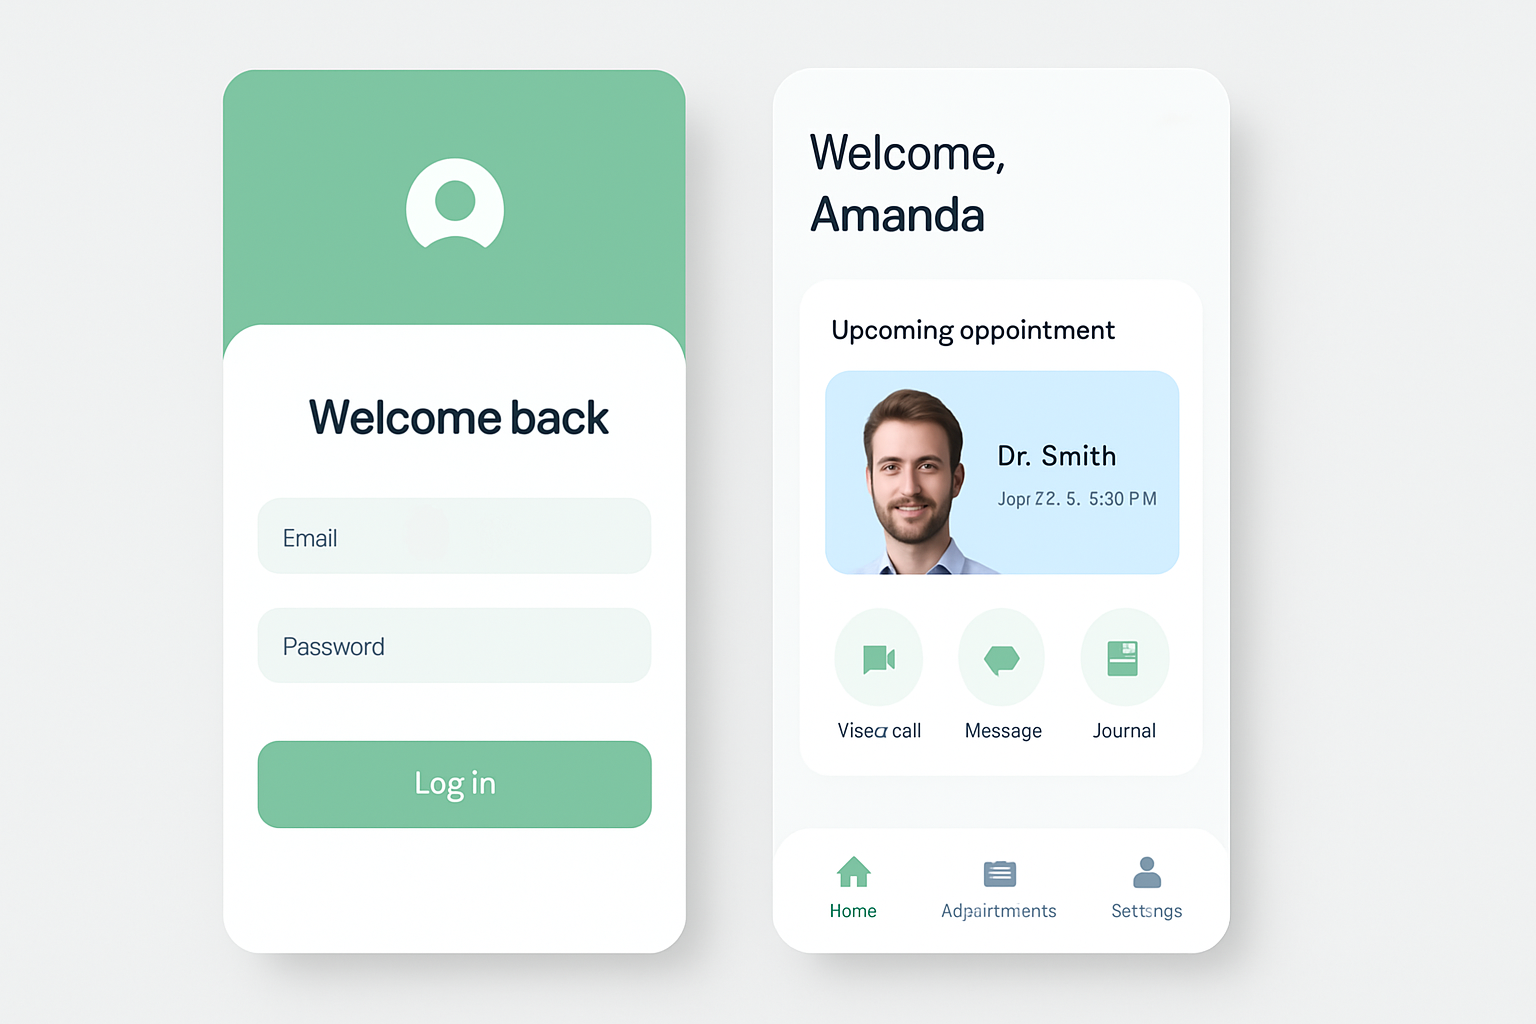 Welcome back
Email
Password
Log in
Welcome,
Amanda
Upcoming oppointment
Dr. Smith
Jopr Z2. 5. 5:30 PM
Visea call
Message
Journal
Home
Adpairtments
Settsngs